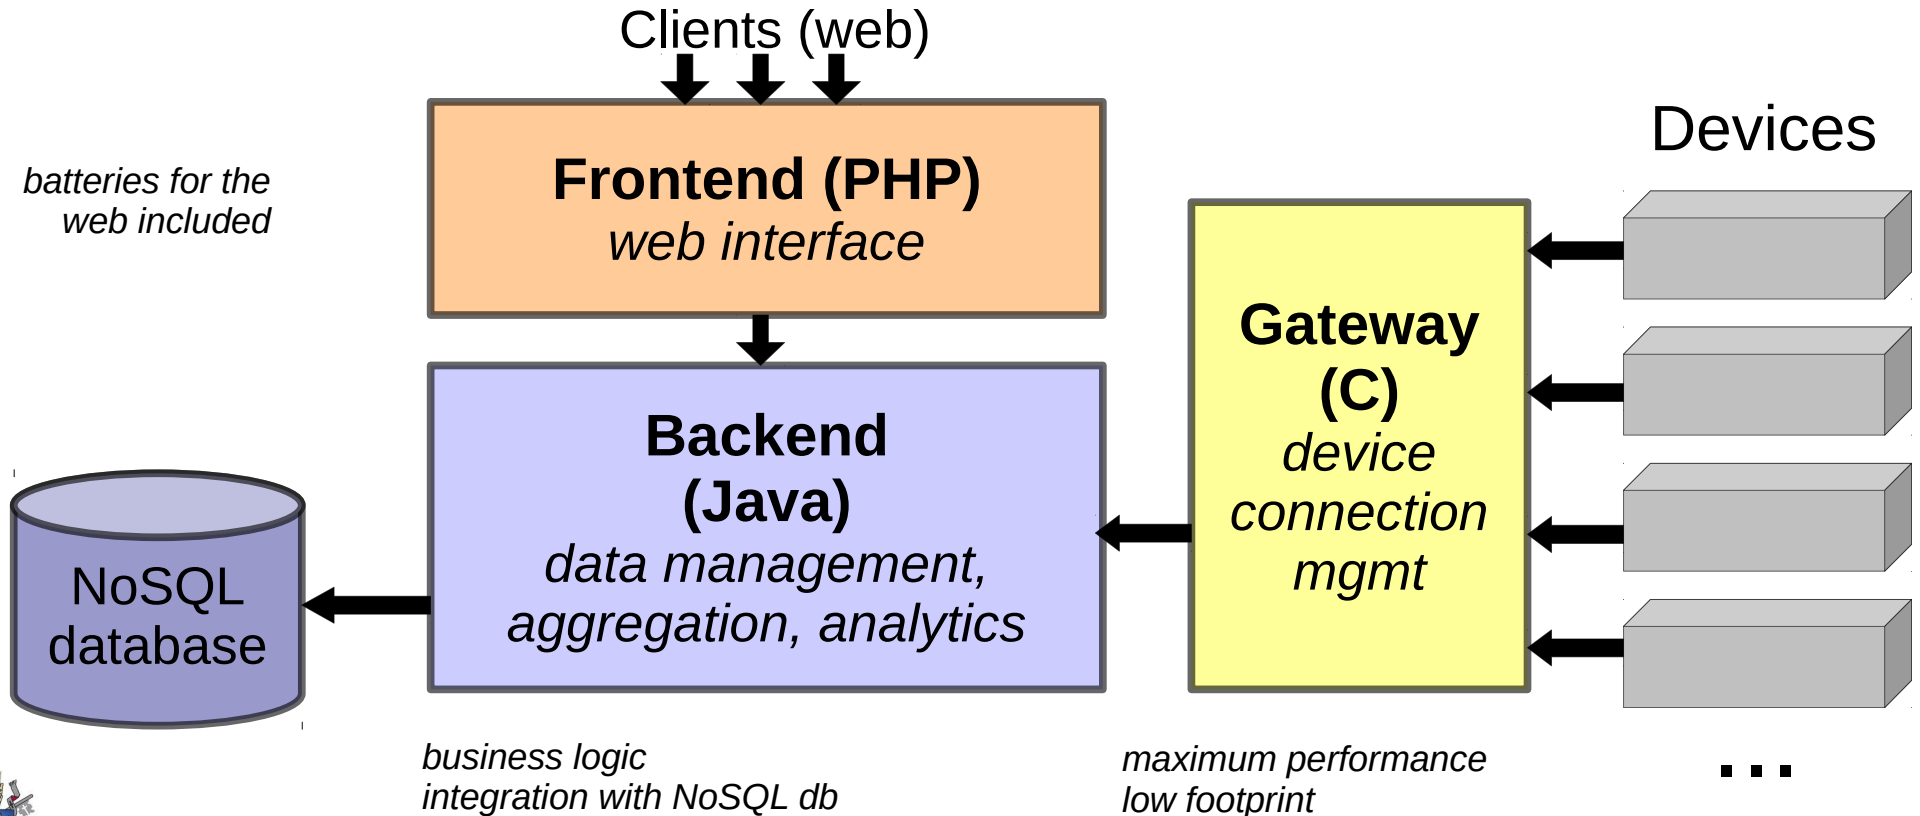 Clients (web)
Devices
batteries for the
web included
Frontend (PHP)
web interface
Gateway
(C)
device
connection
mgmt
Backend
(Java)
data management,
aggregation, analytics
NoSQL
database
business logic
integration with NoSQL db
maximum performance
low footprint
...